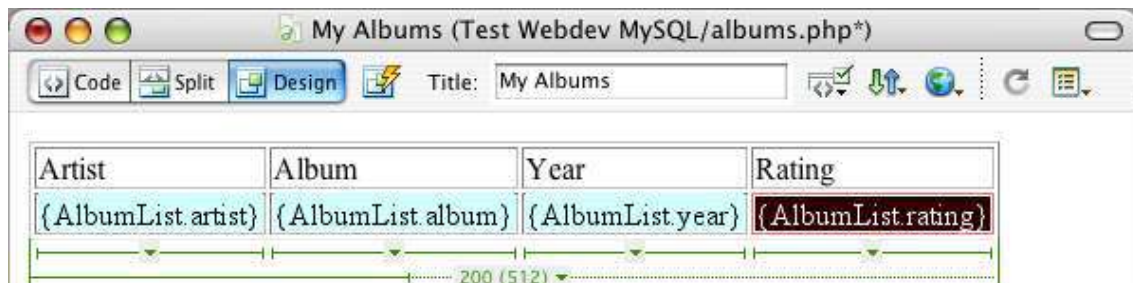 My Albums (Test Webdev MySQL/albums.php*)
Code Split Design Title: My Albums
Artist Album Year Rating
{AlbumList.artist} {AlbumList.album} {AlbumList.year} {AlbumList.rating}
200 (512)